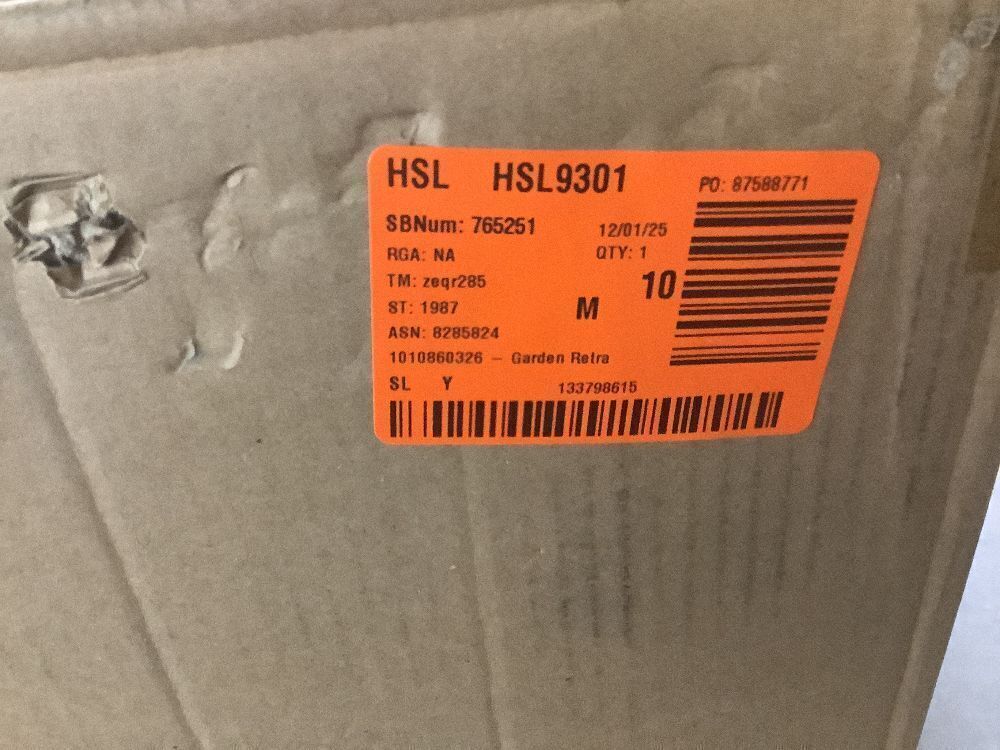 HSL HSL9301 PO: 87588771
SBNum: 765251 12/01/25
RGA: NA QTY: 1
TM: zeqr285 10
ST: 1987 M
ASN: 8285824
1010860326 – Garden Retra
SL Y 133798615